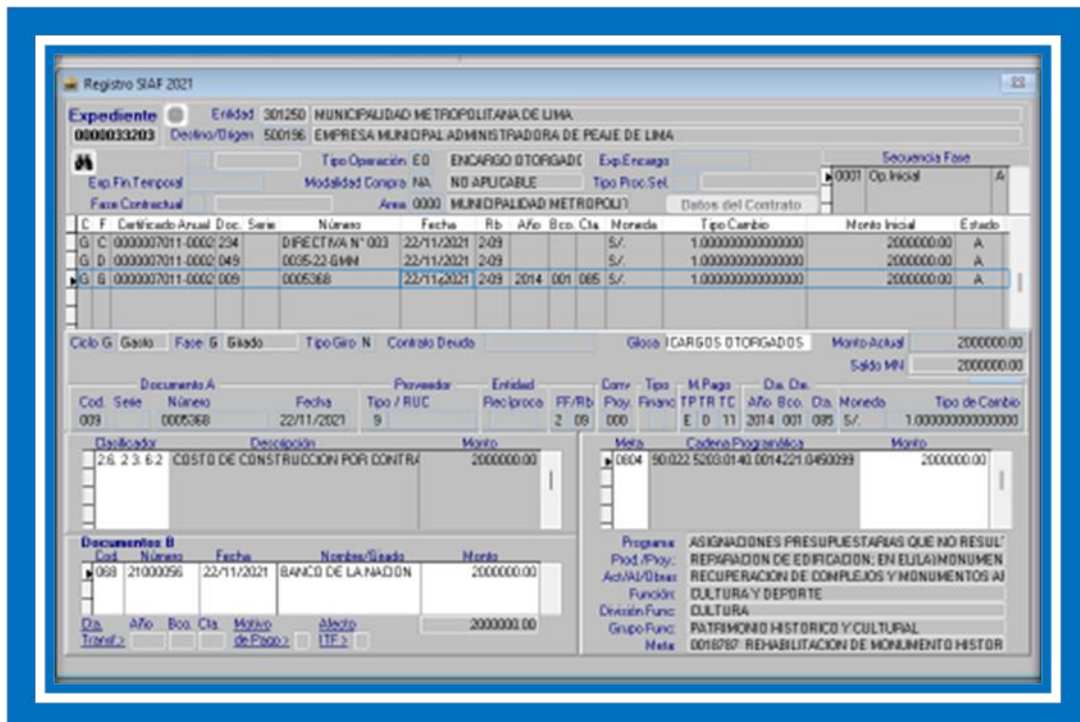 Registro SIAF 2021
Expediente Entidad 301250 MUNICIPALIDAD METROPOLITANA DE LIMA
0000033203 Destino/Origen 500196 EMPRESA MUNICIPAL ADMINISTRADORA DE PEAJE DE LIMA
Tipo Operación EO ENCARGO OTORGADO Exp.Encargo Secuencia Fase
Exp.Fin.Temporal Modalidad Compra NA NO APLICABLE Tipo Proc.Sel. 0001 Op.Inicial A
Fase Contractual Area 0000 MUNICIPALIDAD METROPOLIT Datos del Contrato
C F Certificado Anual Doc. Serie Número Fecha Rb Año Bco. Cta Moneda Tipo Cambio Monto Inicial Estado
G C 0000007011-0002 234 DIRECTIVA N° 003 22/11/2021 2-09 S/. 1.000000000000000 2000000.00 A
G D 0000007011-0002 049 0035-22-GMM 22/11/2021 2-09 S/. 1.000000000000000 2000000.00 A
G G 0000007011-0002 009 0005368 22/11/2021 2-09 2014 001 085 S/. 1.000000000000000 2000000.00 A
Ciclo G Gasto Fase G Girado Tipo Giro N Contrato Deuda Glosa CARGOS OTORGADOS Monto Actual 2000000.00
Saldo MN 2000000.00
Documento A Proveedor Entidad Conv Tipo M.Pago
Cod. Serie Número Fecha Tipo / RUC Recíproca FF/Rb Proy. Financ TP TR TC Año Bco. Cta. Moneda Tipo de Cambio
009 0005368 22/11/2021 9 2 09 000 E D 11 2014 001 085 S/. 1.000000000000000
Clasificador Descripción Monto
2.6. 2 3. 6 2 COSTO DE CONSTRUCCION POR CONTRA 2000000.00
Meta Cadena Programática Monto
0804 2000000.00
Documentos B
Cod. Número Fecha Nombre/Girado Monto
068 21000056 22/11/2021 BANCO DE LA NACION 2000000.00
Cta. Año Bco. Cta. Motivo Afecto 2000000.00
Transf.> de Pago> ITF>
Programa: ASIGNACIONES PRESUPUESTARIAS QUE NO RESUL
Prod./Proy.: REPARACION DE EDIFICACION; EN EL(LA)MONUMEN
Act/AI/Obras: RECUPERACION DE COMPLEJOS Y MONUMENTOS AI
Función: CULTURA Y DEPORTE
División Func: CULTURA
Grupo Func: PATRIMONIO HISTORICO Y CULTURAL
Meta: 0018787: REHABILITACION DE MONUMENTO HISTOR